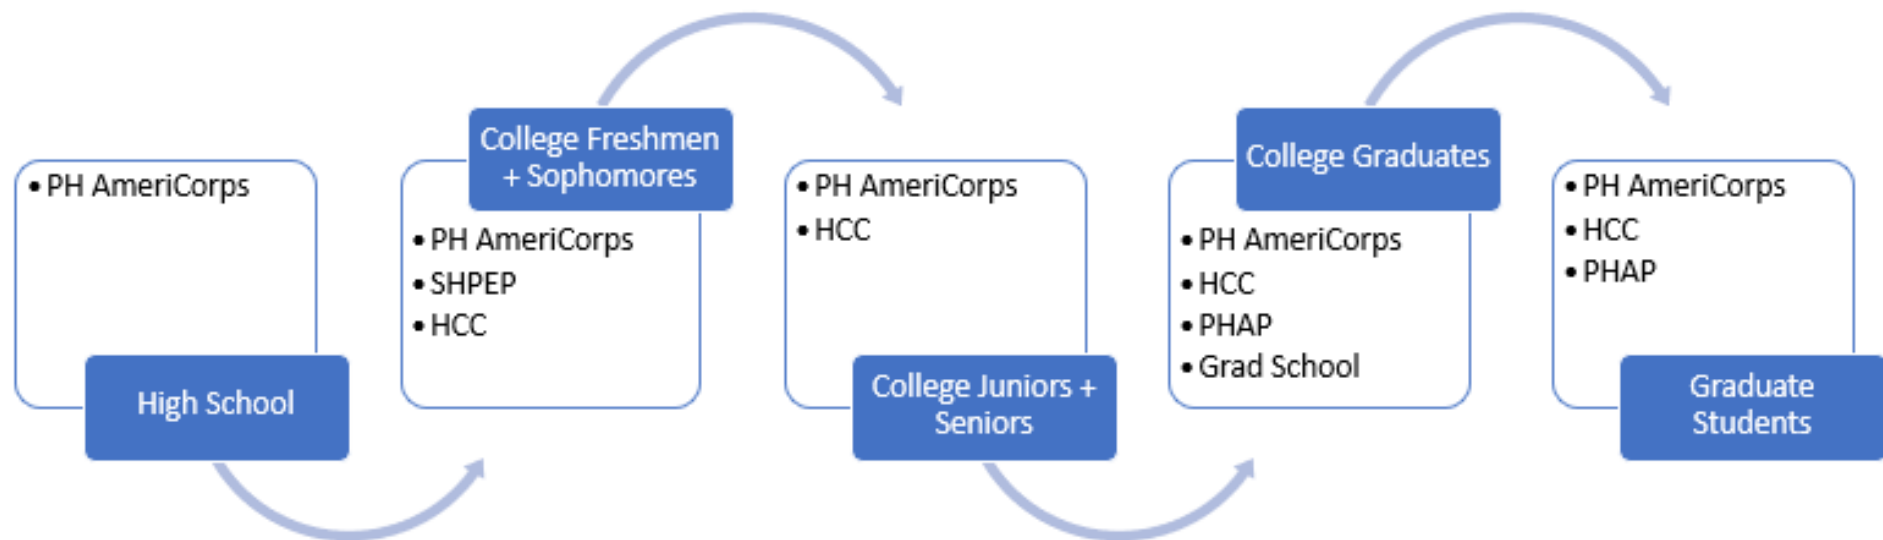 • PH AmeriCorps
High School
College Freshmen
+ Sophomores
• PH AmeriCorps
• SHPEP
• HCC
• PH AmeriCorps
• HCC
College Juniors +
Seniors
College Graduates
• PH AmeriCorps
• HCC
• PHAP
• Grad School
• PH AmeriCorps
• HCC
• PHAP
Graduate
Students